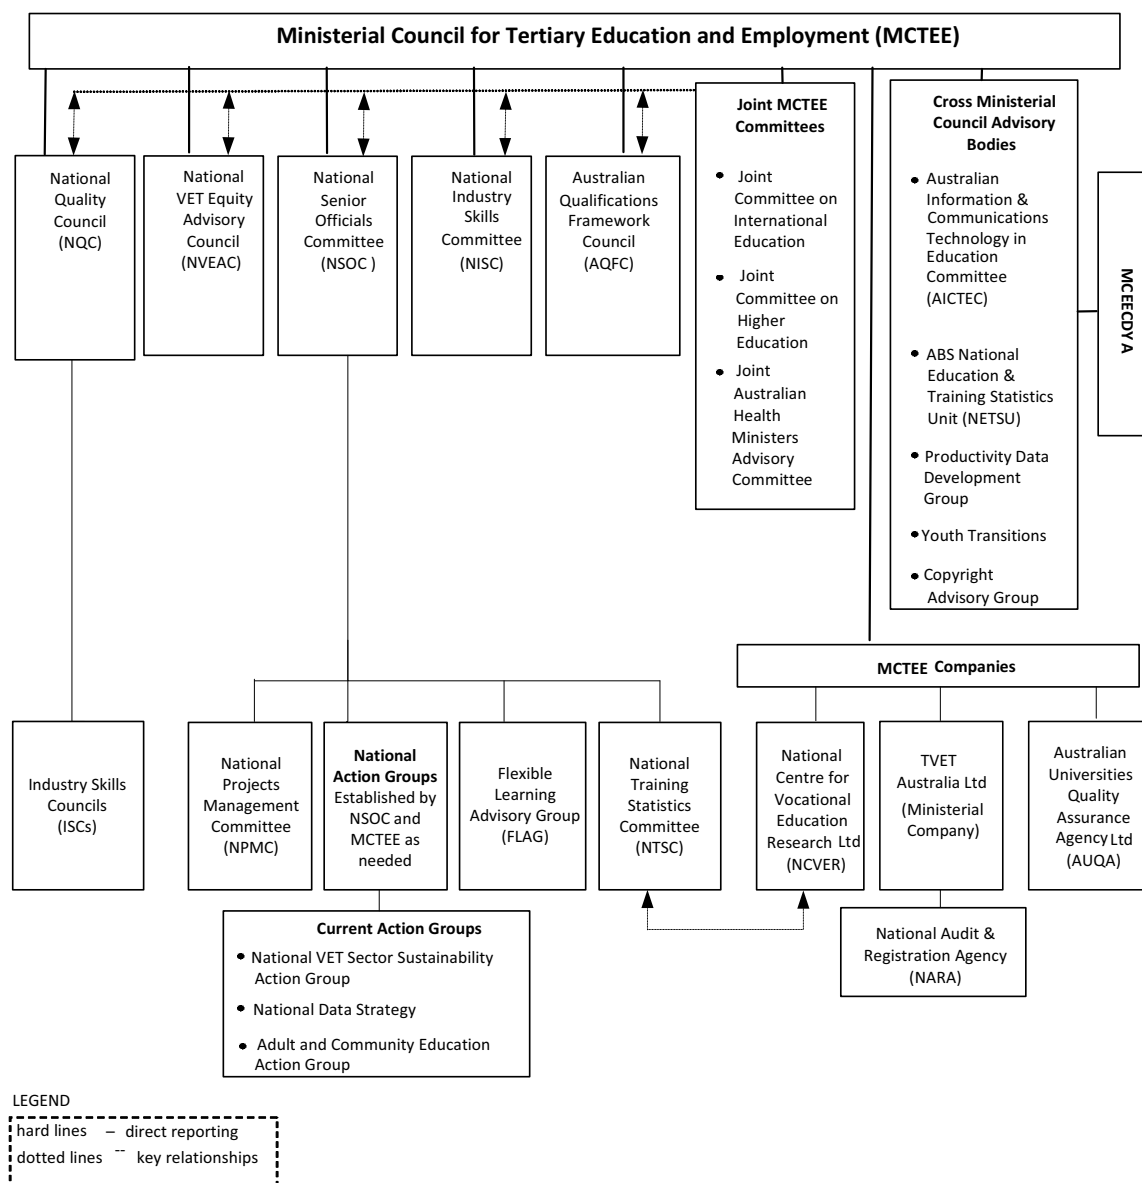 Ministerial Council for Tertiary Education and Employment (MCTEE)
National
Quality
Council
(NQC)
National
VET Equity
Advisory
Council
(NVEAC)
National
Senior
Officials
Committee
(NSOC )
National
Industry
Skills
Committee
(NISC)
Australian
Qualifications
Framework
Council
(AQFC)
Joint MCTEE
Committees
• Joint
Committee on
International
Education
• Joint
Committee on
Higher
Education
• Joint
Australian
Health
Ministers
Advisory
Committee
Cross Ministerial
Council Advisory
Bodies
• Australian
Information &
Communications
Technology in
Education
Committee
(AICTEC)
• ABS National
Education &
Training Statistics
Unit (NETSU)
• Productivity Data
Development
Group
• Youth Transitions
• Copyright
Advisory Group
MCEECDY A
MCTEE Companies
Industry Skills
Councils
(ISCs)
National
Projects
Management
Committee
(NPMC)
National
Action Groups
Established by
NSOC and
MCTEE as
needed
Flexible
Learning
Advisory Group
(FLAG)
National
Training
Statistics
Committee
(NTSC)
National
Centre for
Vocational
Education
Research Ltd
(NCVER)
TVET
Australia Ltd
(Ministerial
Company)
Australian
Universities
Quality
Assurance
Agency Ltd
(AUQA)
Current Action Groups
• National VET Sector Sustainability
Action Group
• National Data Strategy
• Adult and Community Education
Action Group
National Audit &
Registration Agency
(NARA)
LEGEND
hard lines – direct reporting
dotted lines -- key relationships